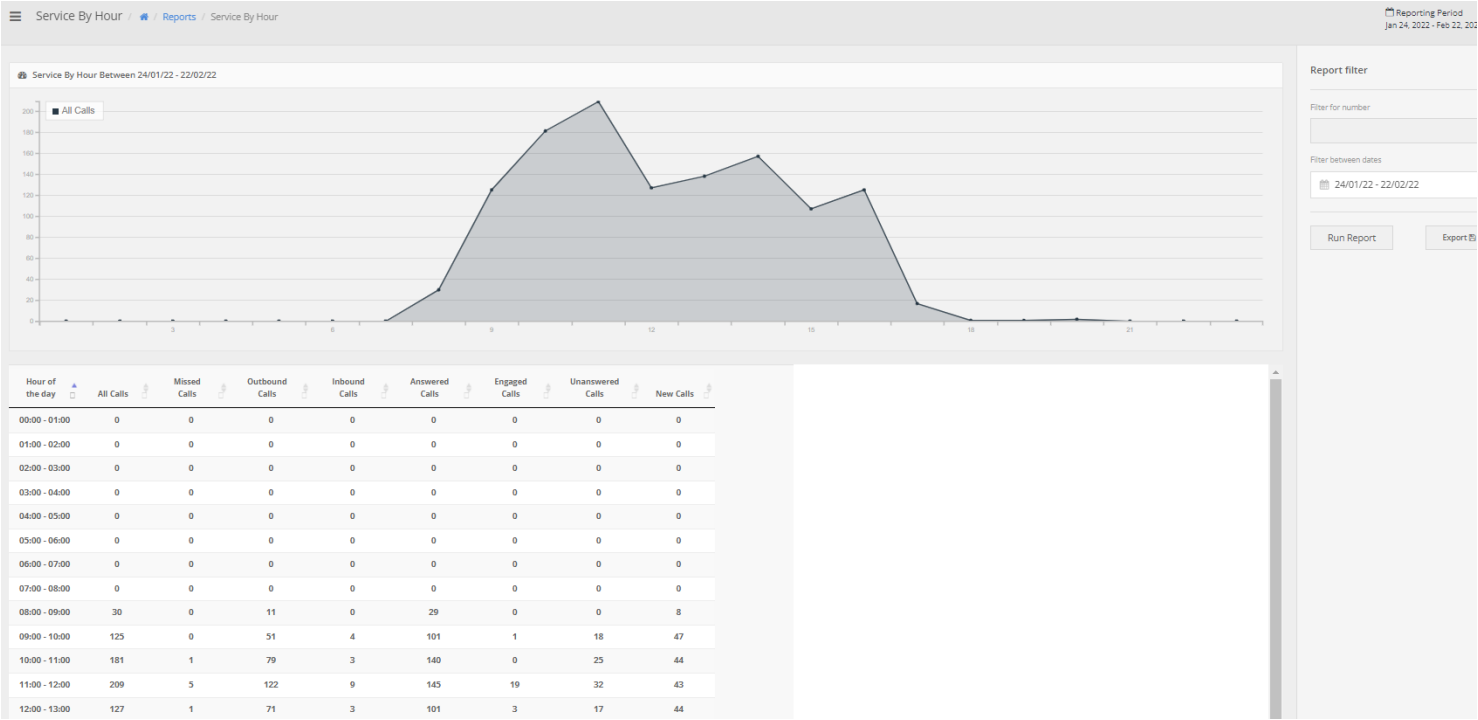 Service By Hour / / Reports / Service By Hour
Reporting Period
Jan 24, 2022 - Feb 22, 202
Service By Hour Between 24/01/22 - 22/02/22
All Calls
200
180
160
140
120
100
80
60
40
20
0
3 6 9 12 15 18 21
Report filter
Filter for number
Filter between dates
24/01/22 - 22/02/22
Run Report Export
Hour of the day All Calls Missed Calls Outbound Calls Inbound Calls Answered Calls Engaged Calls Unanswered Calls New Calls
00:00 - 01:00 0 0 0 0 0 0 0 0
01:00 - 02:00 0 0 0 0 0 0 0 0
02:00 - 03:00 0 0 0 0 0 0 0 0
03:00 - 04:00 0 0 0 0 0 0 0 0
04:00 - 05:00 0 0 0 0 0 0 0 0
05:00 - 06:00 0 0 0 0 0 0 0 0
06:00 - 07:00 0 0 0 0 0 0 0 0
07:00 - 08:00 0 0 0 0 0 0 0 0
08:00 - 09:00 30 0 11 0 29 0 0 8
09:00 - 10:00 125 0 51 4 101 1 18 47
10:00 - 11:00 181 1 79 3 140 0 25 44
11:00 - 12:00 209 5 122 9 145 19 32 43
12:00 - 13:00 127 1 71 3 101 3 17 44